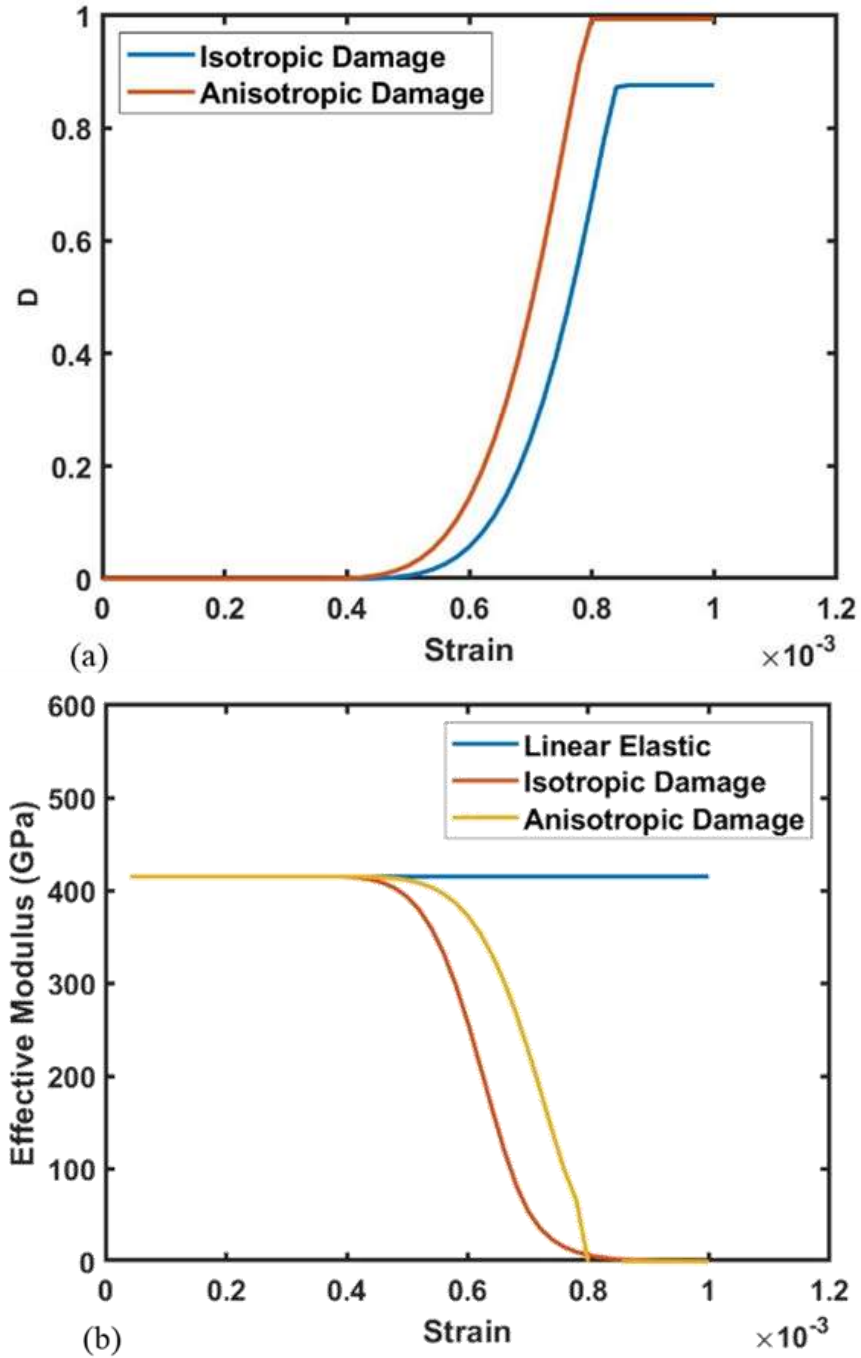 1
Isotropic Damage
Anisotropic Damage
0.8
0.6
D
0.4
0.2
0
0 0.2 0.4 0.6 0.8 1 1.2
Strain
×10-3
(a)
600
Linear Elastic
500
Isotropic Damage
Anisotropic Damage
Effective Modulus (GPa)
400
300
200
100
0
0 0.2 0.4 0.6 0.8 1 1.2
Strain
×10-3
(b)